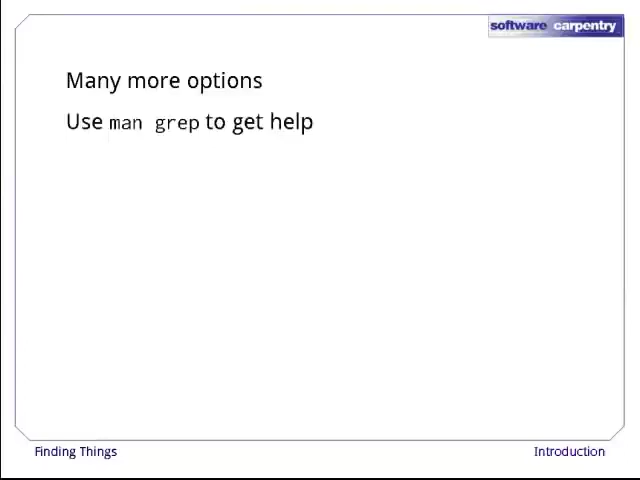 software carpentry
Many more options
Use man grep to get help
Finding Things
Introduction